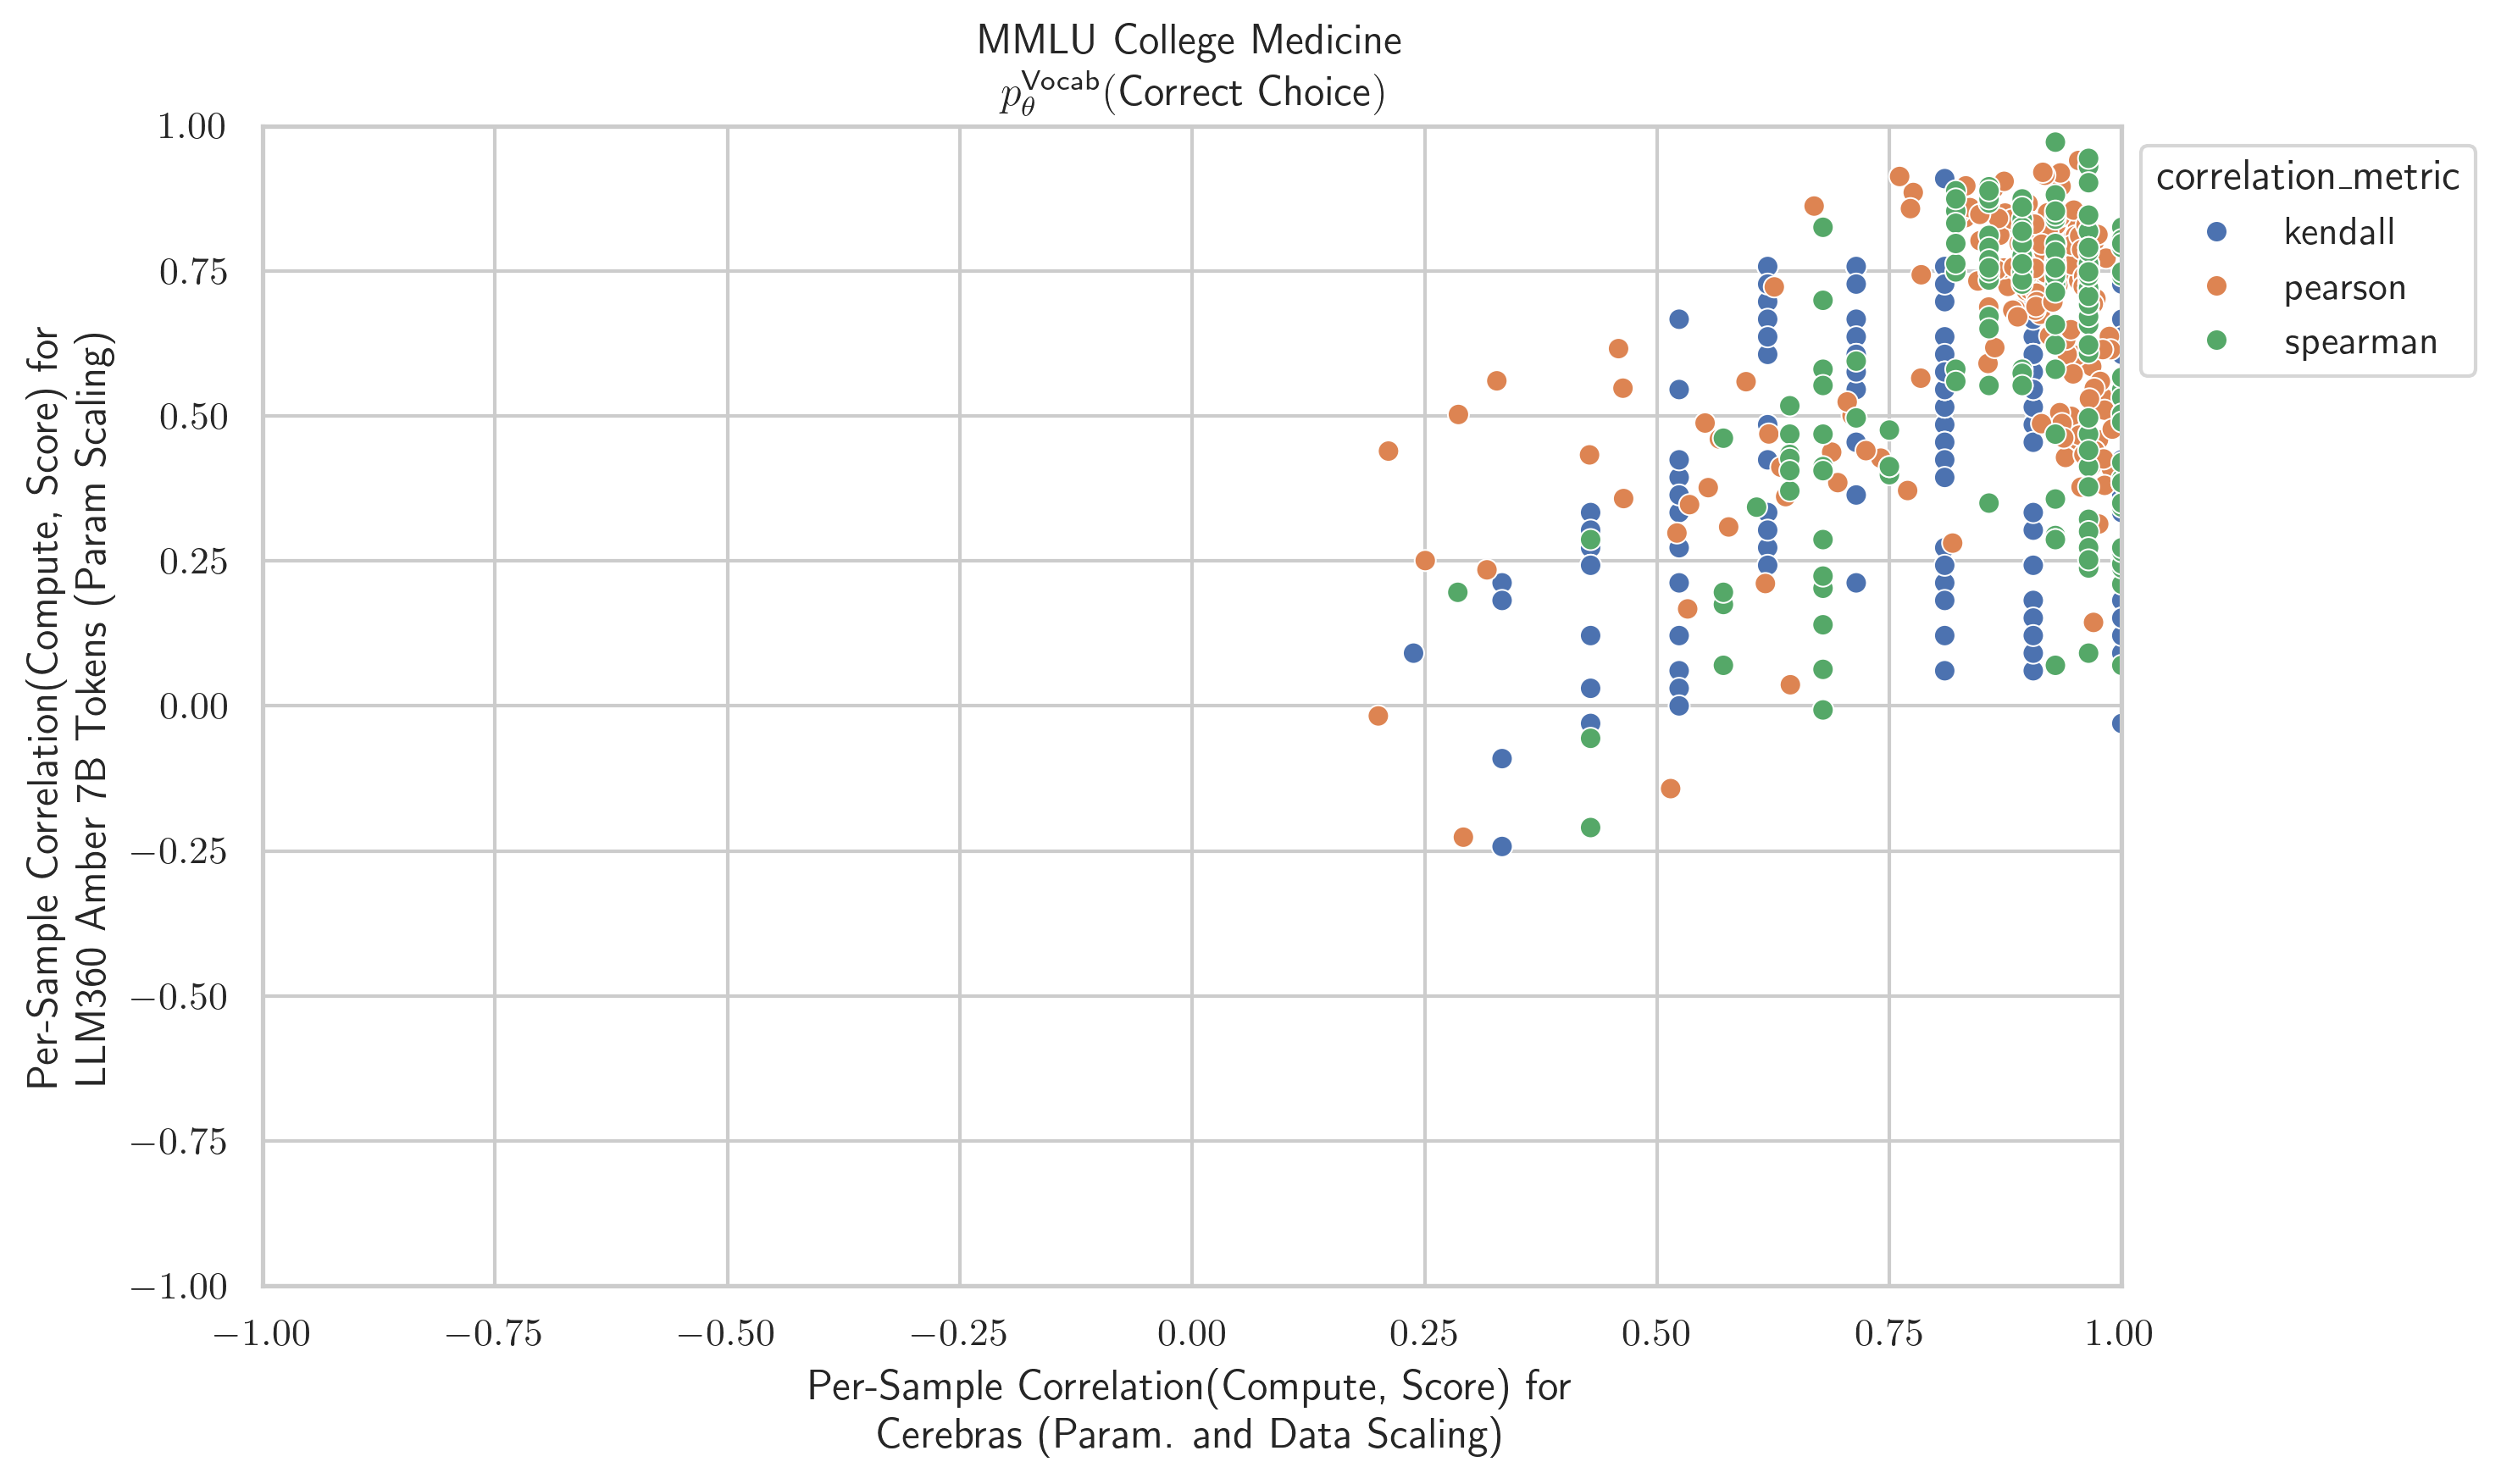 MMLU College Medicine
p_θ^Vocab(Correct Choice)
Per-Sample Correlation(Compute, Score) for
LLM360 Amber 7B Tokens (Param Scaling)
1.00
0.75
0.50
0.25
0.00
−0.25
−0.50
−0.75
−1.00
correlation_metric
kendall
pearson
spearman
−1.00 −0.75 −0.50 −0.25 0.00 0.25 0.50 0.75 1.00
Per-Sample Correlation(Compute, Score) for
Cerebras (Param. and Data Scaling)